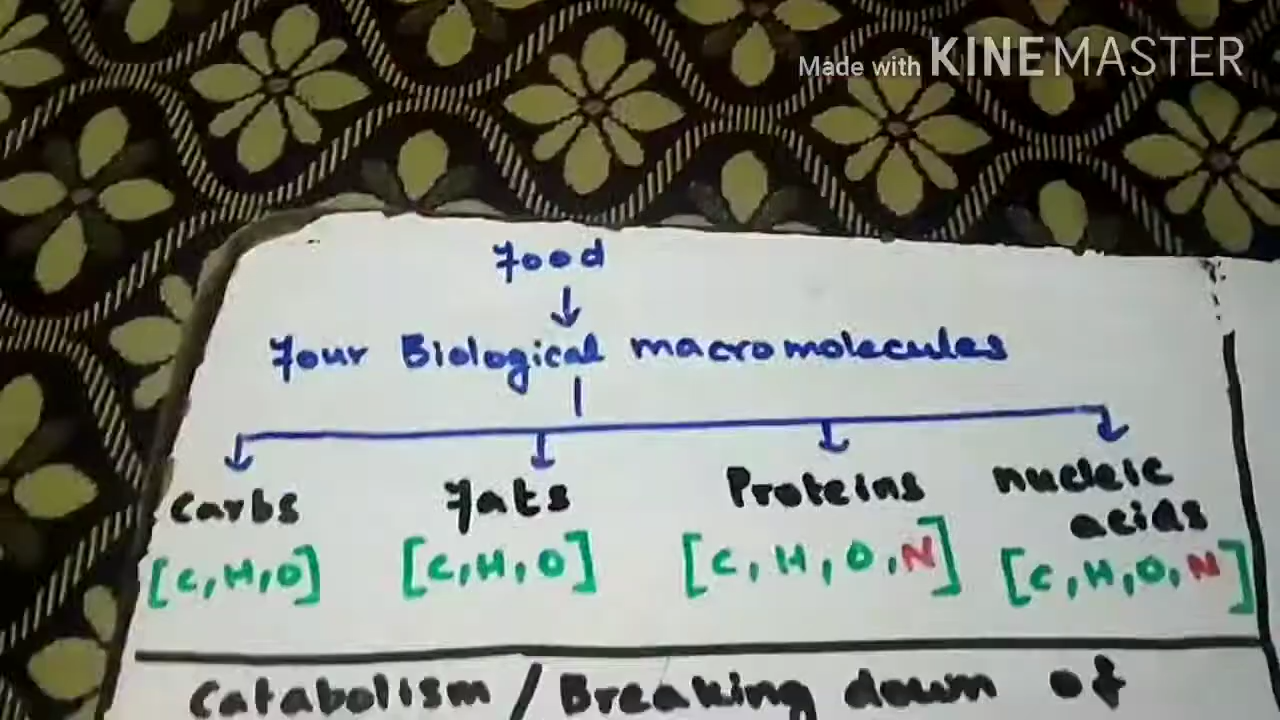 Made with KINEMASTER
Food
Four Biological macromolecules
Carbs Fats Proteins nucleic acids
[C, H, O] [C, H, O] [C, H, O, N] [C, H, O, N]
Catabolism / Breaking down of